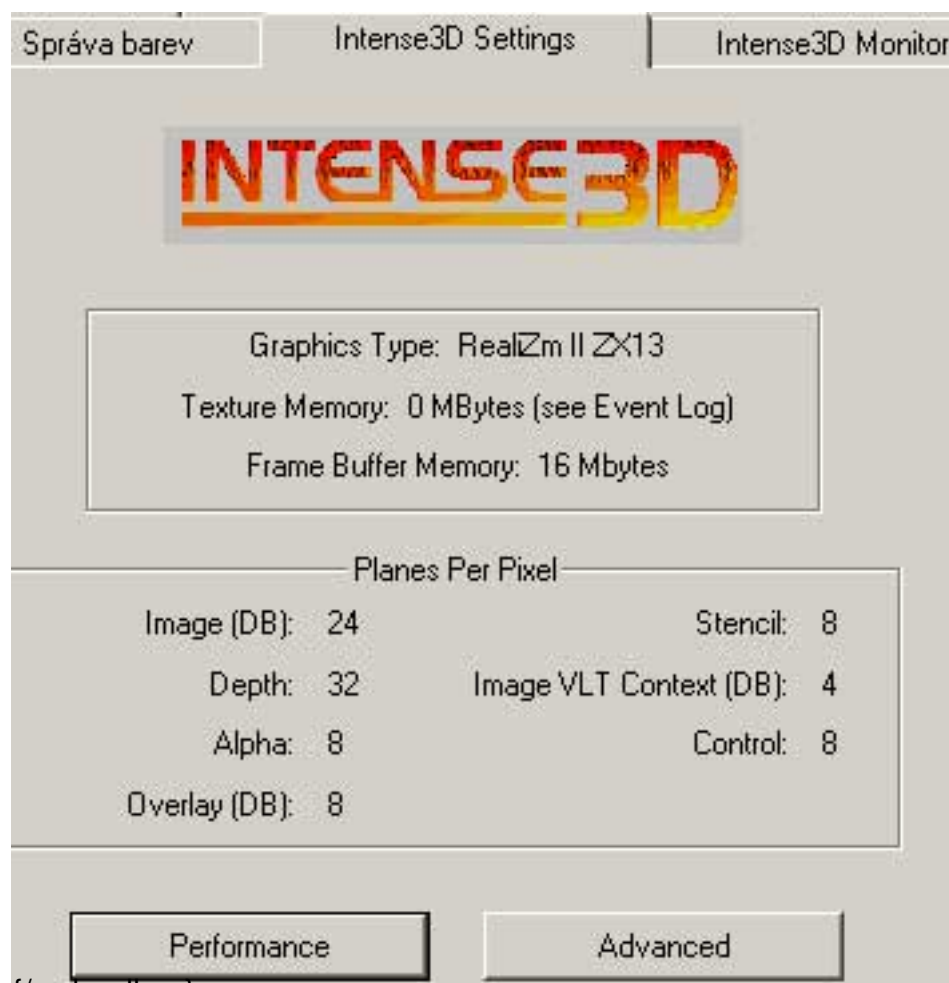 Správa barev
Intense3D Settings
Intense3D Monitor
INTENSE3D
Graphics Type: RealiZm II ZX13
Texture Memory: 0 MBytes (see Event Log)
Frame Buffer Memory: 16 Mbytes
Planes Per Pixel
Image (DB): 24
Stencil: 8
Depth: 32
Image VLT Context (DB): 4
Alpha: 8
Control: 8
Overlay (DB): 8
Performance
Advanced